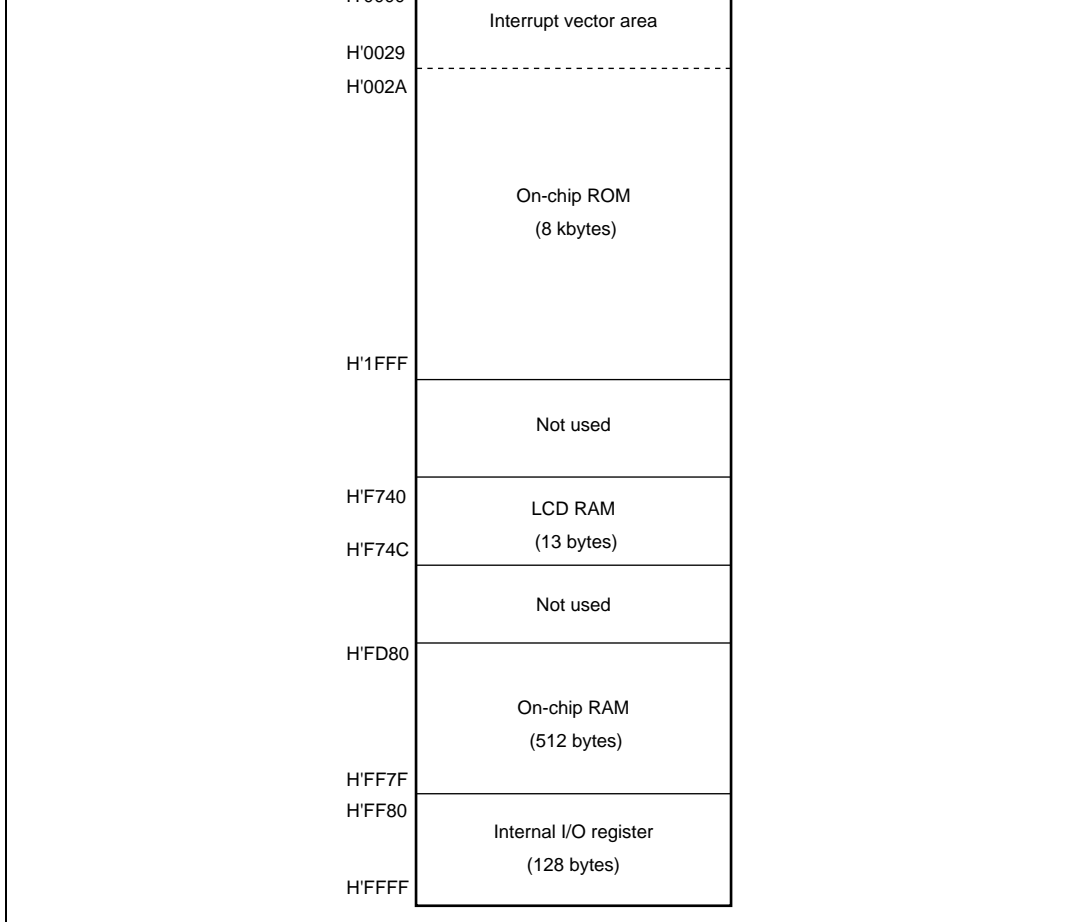 Interrupt vector area
H'0029
H'002A
On-chip ROM
(8 kbytes)
H'1FFF
Not used
H'F740
LCD RAM
(13 bytes)
H'F74C
Not used
H'FD80
On-chip RAM
(512 bytes)
H'FF7F
H'FF80
Internal I/O register
(128 bytes)
H'FFFF